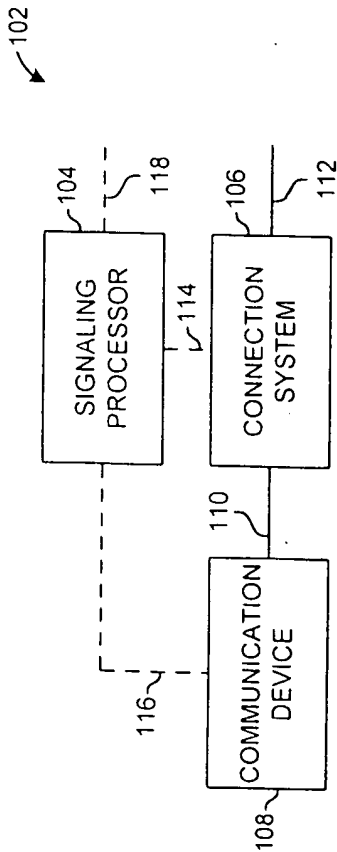 102
104
118
SIGNALING
PROCESSOR
114
106
112
CONNECTION
SYSTEM
110
116
COMMUNICATION
DEVICE
108